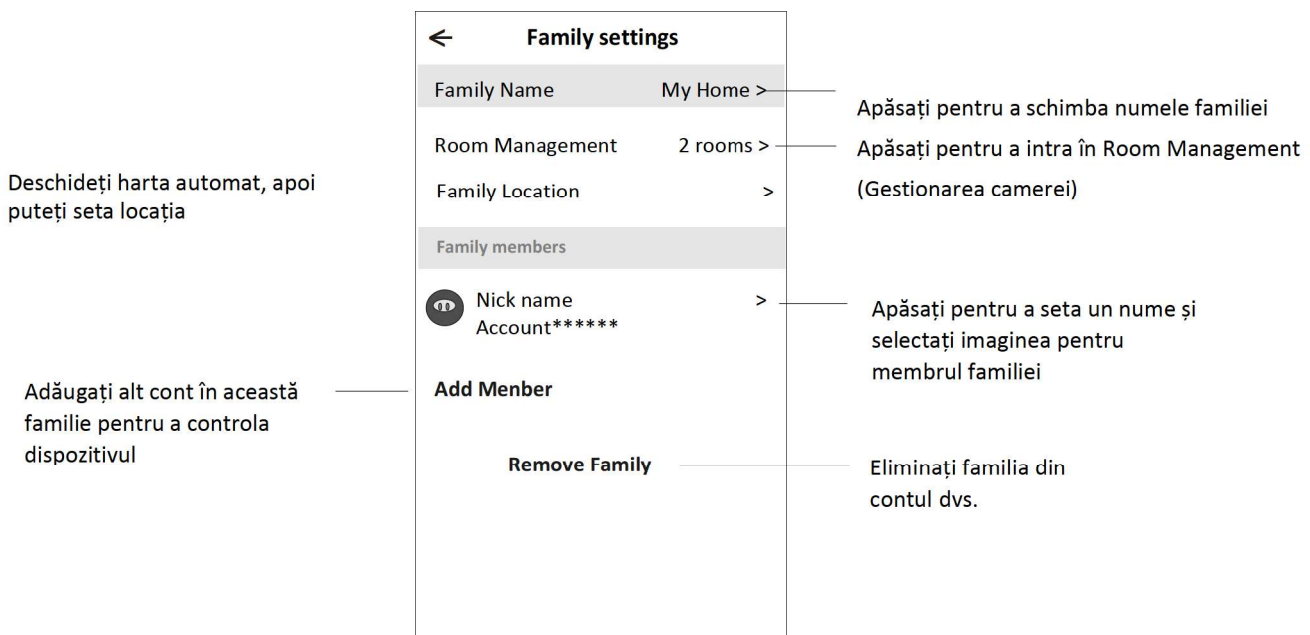 Family settings
Family Name My Home >
Apăsați pentru a schimba numele familiei
Room Management 2 rooms >
Apăsați pentru a intra în Room Management
(Gestionarea camerei)
Deschideți harta automat, apoi
puteți seta locația
Family Location >
Family members
Nick name >
Account******
Apăsați pentru a seta un nume și
selectați imaginea pentru
membrul familiei
Adăugați alt cont în această
familie pentru a controla
dispozitivul
Add Menber
Remove Family
Eliminați familia din
contul dvs.